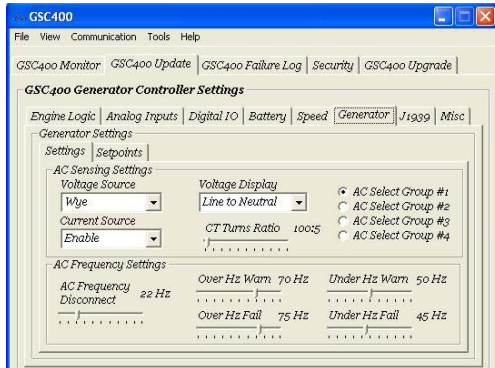 GSC400
File View Communication Tools Help
GSC400 Monitor GSC400 Update GSC400 Failure Log Security GSC400 Upgrade
GSC400 Generator Controller Settings
Engine Logic Analog Inputs Digital IO Battery Speed Generator J1939 Misc
Generator Settings
Settings Setpoints
AC Sensing Settings
Voltage Source Voltage Display
Wye Line to Neutral AC Select Group #1
AC Select Group #2
Current Source CT Turns Ratio 100:5 AC Select Group #3
Enable AC Select Group #4
AC Frequency Settings
AC Frequency Disconnect 22 Hz Over Hz Warn 70 Hz Under Hz Warn 50 Hz
Over Hz Fail 75 Hz Under Hz Fail 45 Hz